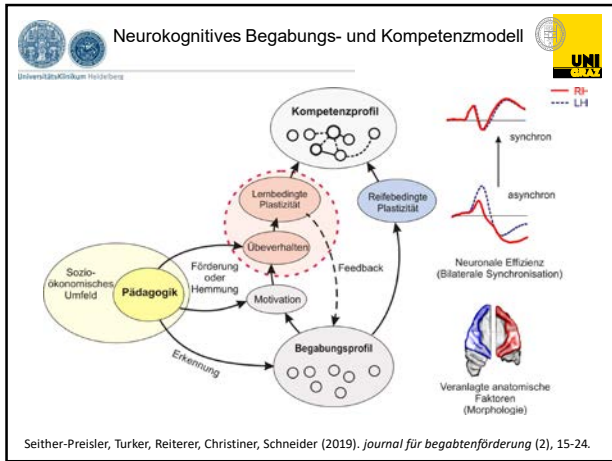 Neurokognitives Begabungs- und Kompetenzmodell
UniversitätsKlinikum Heidelberg
UNI
GRAZ
Kompetenzprofil
Lernbedingte
Plastizität
Reifebedingte
Plastizität
Übeverhalten
Sozio-
ökonomisches
Umfeld
Pädagogik
Förderung
oder
Hemmung
Motivation
Feedback
Erkennung
Begabungsprofil
RH
LH
synchron
asynchron
Neuronale Effizienz
(Bilaterale Synchronisation)
Veranlagte anatomische
Faktoren
(Morphologie)
Seither-Preisler, Turker, Reiterer, Christiner, Schneider (2019). journal für begabtenförderung (2), 15-24.